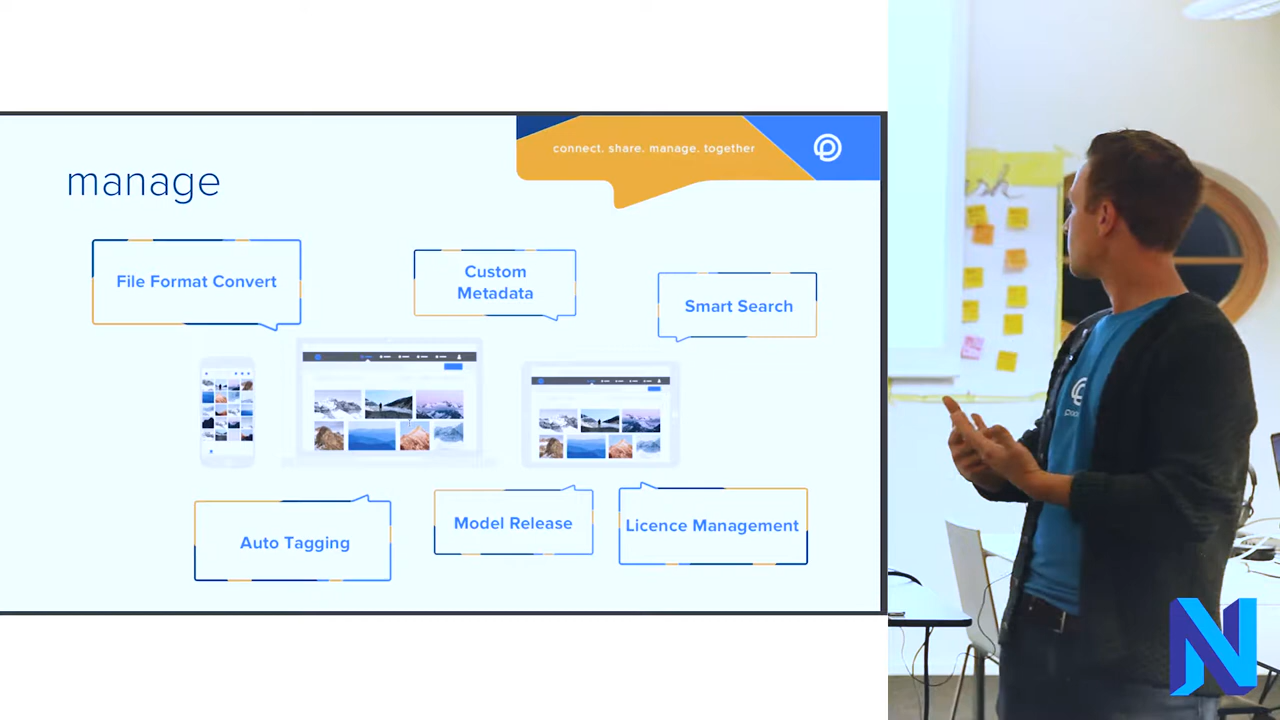 connect. share. manage. together
manage
File Format Convert
Custom
Metadata
Smart Search
Auto Tagging
Model Release
Licence Management